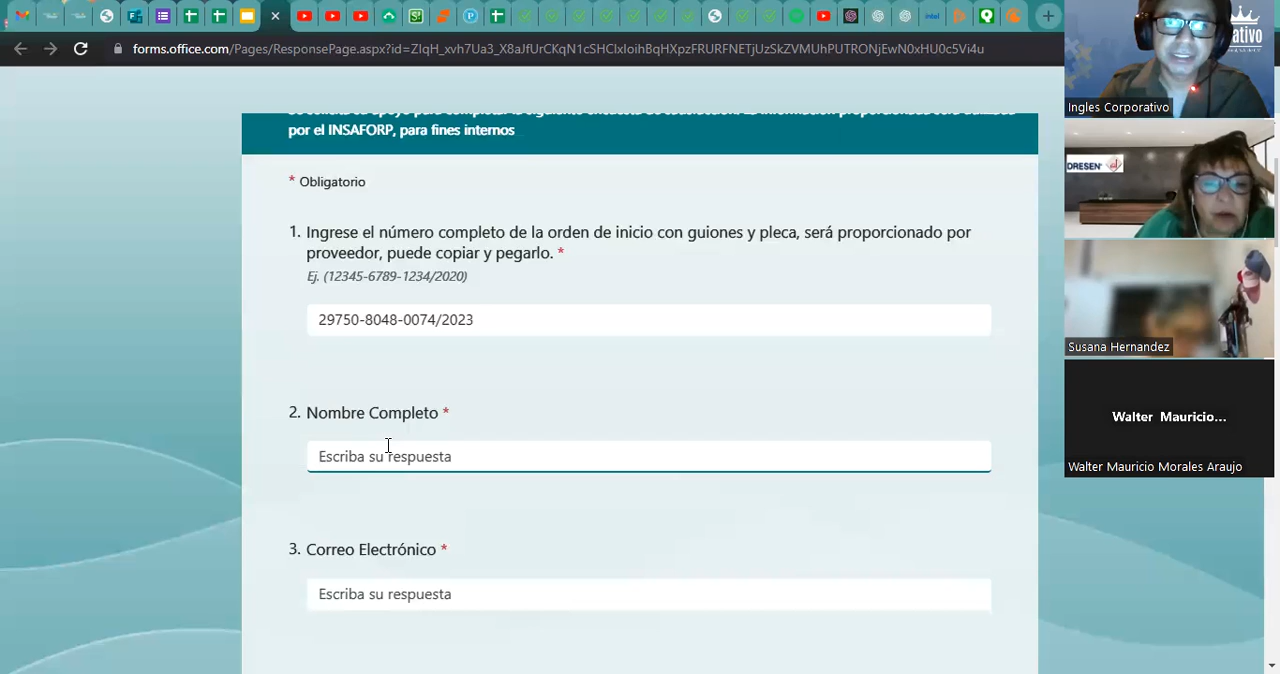 forms.office.com/Pages/ResponsePage.aspx?id=ZIqH_xvh7Ua3_X8aJfUrCKqN1cSHCIxloihBqHXpzFRURFNETjUzSkZVMUhPUTRONjEwN0xHU0c5Vi4u
por el INSAFORP, para fines internos
* Obligatorio
1. Ingrese el número completo de la orden de inicio con guiones y pleca, será proporcionado por
proveedor, puede copiar y pegarlo. *
Ej. (12345-6789-1234/2020)
29750-8048-0074/2023
2. Nombre Completo *
Escriba su respuesta
3. Correo Electrónico *
Escriba su respuesta
ativo
Ingles Corporativo
DRESEN
Susana Hernandez
Walter Mauricio...
Walter Mauricio Morales Araujo